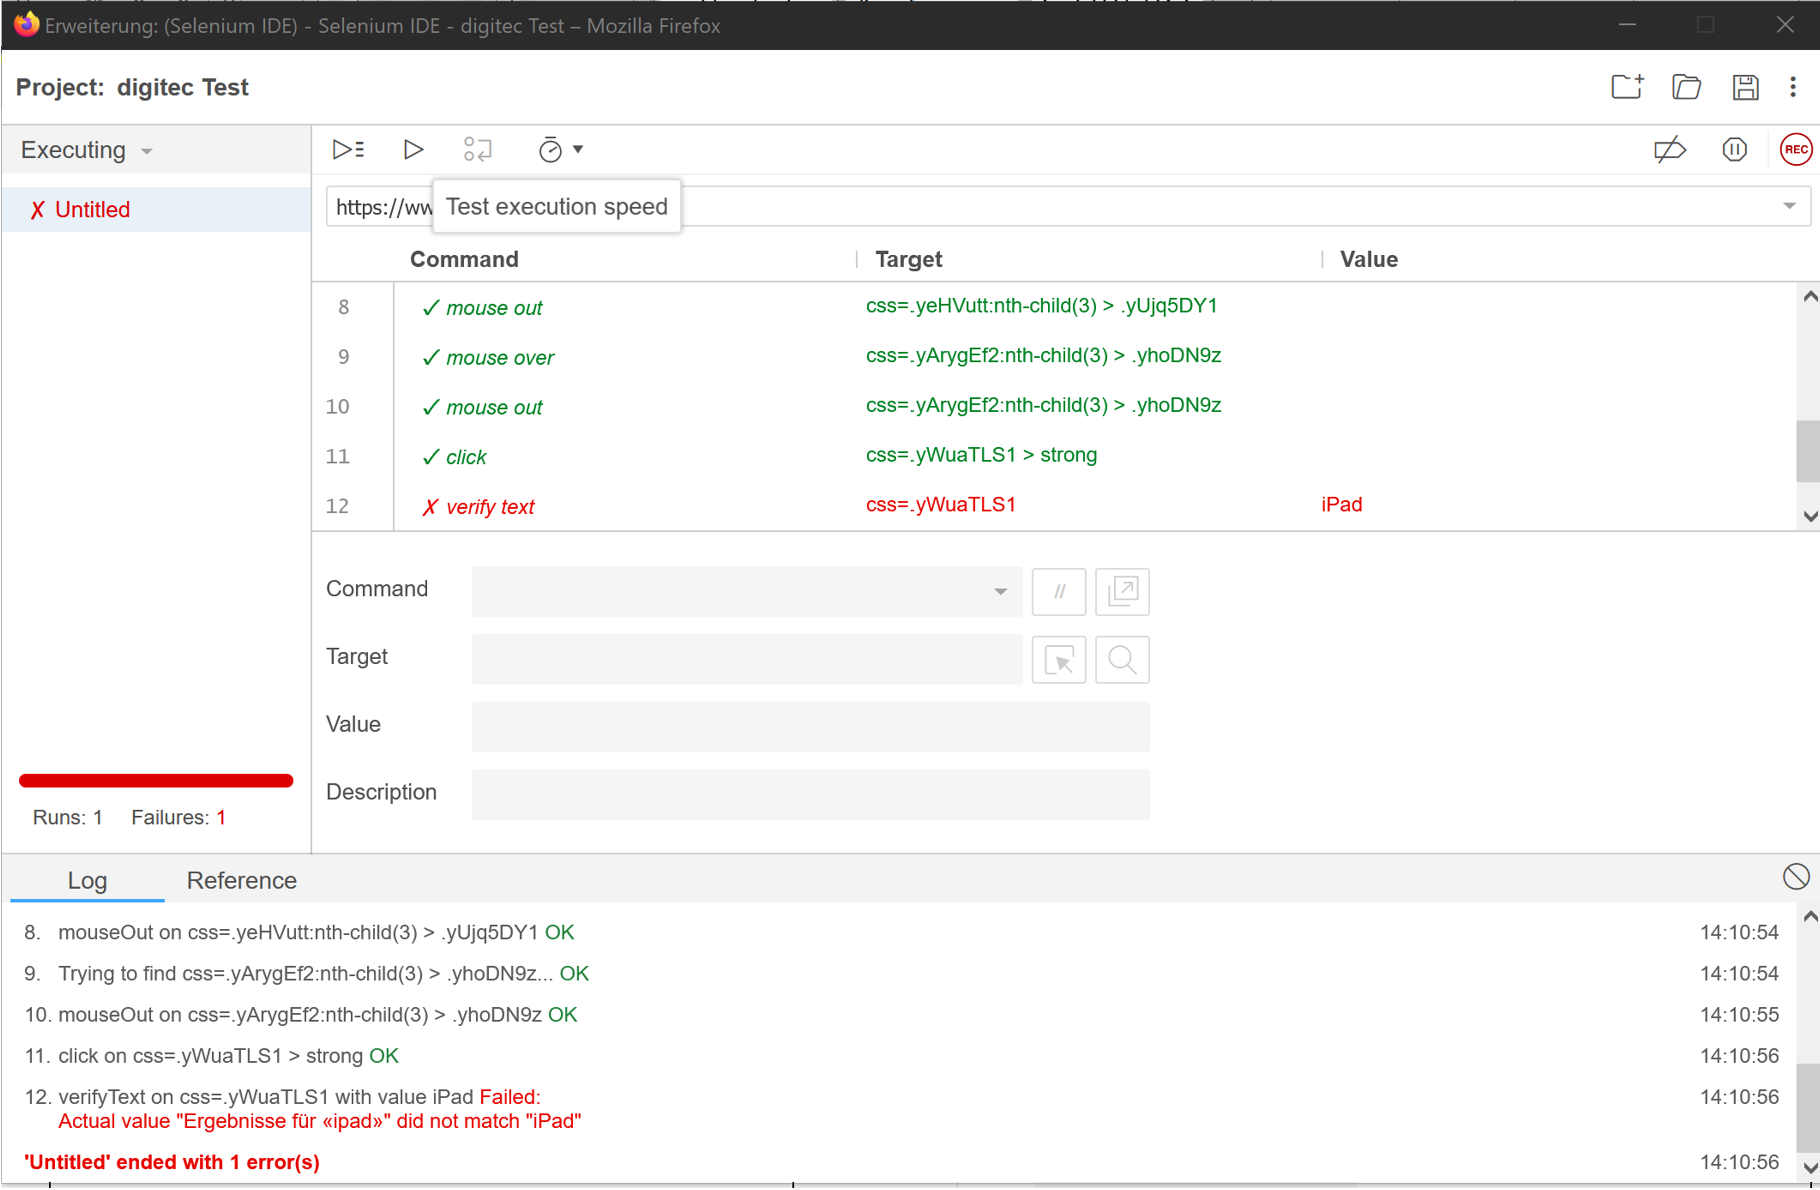 Erweiterung: (Selenium IDE) - Selenium IDE - digitec Test – Mozilla Firefox
Project: digitec Test
Executing
REC
✗ Untitled
https://ww
Test execution speed
Command Target Value
8 ✓ mouse out css=.yeHVutt:nth-child(3) > .yUjq5DY1
9 ✓ mouse over css=.yArygEf2:nth-child(3) > .yhoDN9z
10 ✓ mouse out css=.yArygEf2:nth-child(3) > .yhoDN9z
11 ✓ click css=.yWuaTLS1 > strong
12 ✗ verify text css=.yWuaTLS1 iPad
Command //
Target
Value
Description
Runs: 1 Failures: 1
Log Reference
8. mouseOut on css=.yeHVutt:nth-child(3) > .yUjq5DY1 OK 14:10:54
9. Trying to find css=.yArygEf2:nth-child(3) > .yhoDN9z... OK 14:10:54
10. mouseOut on css=.yArygEf2:nth-child(3) > .yhoDN9z OK 14:10:55
11. click on css=.yWuaTLS1 > strong OK 14:10:56
12. verifyText on css=.yWuaTLS1 with value iPad Failed: 14:10:56
Actual value "Ergebnisse für «ipad»" did not match "iPad"
'Untitled' ended with 1 error(s) 14:10:56